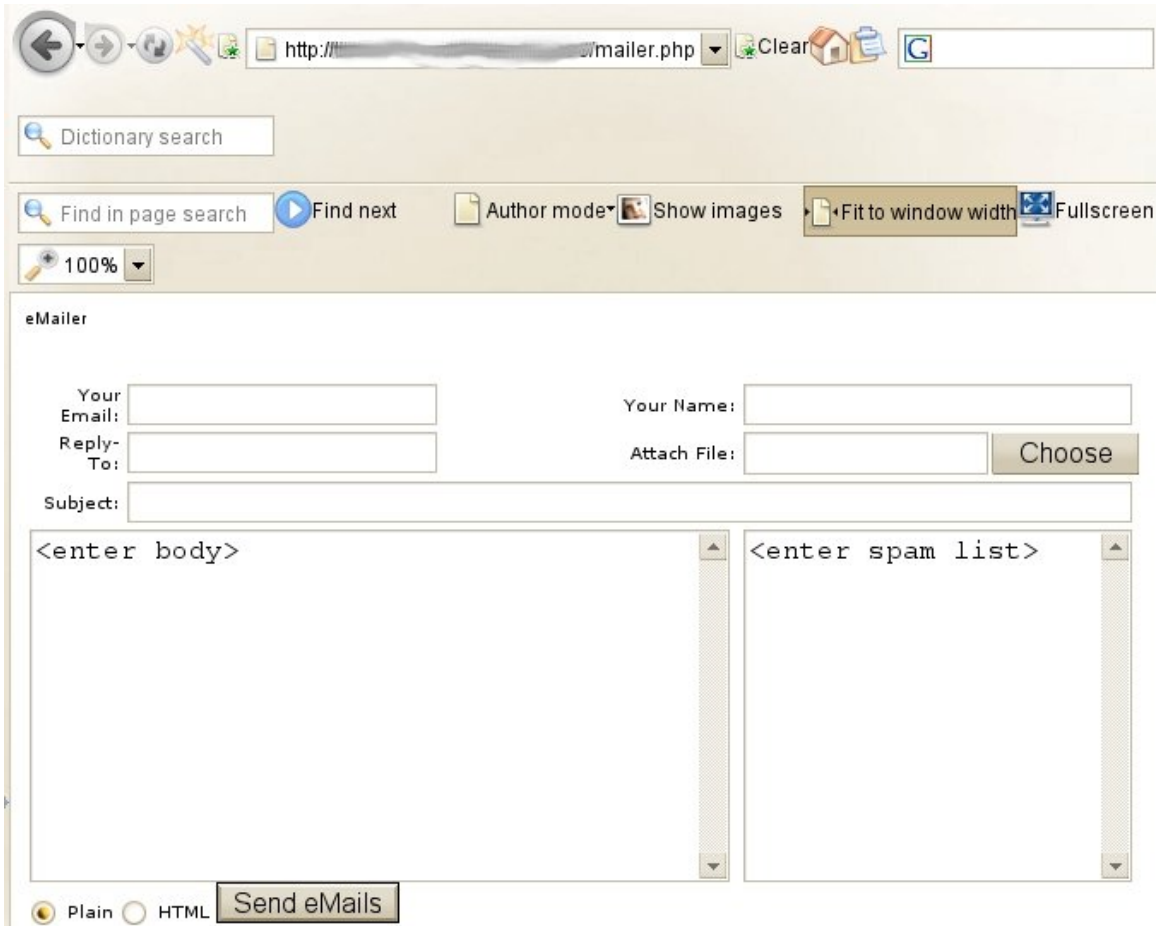 http:// /mailer.php Clear
Dictionary search
Find in page search Find next Author mode Show images Fit to window width Fullscreen
100%
eMailer
Your Email: Your Name:
Reply-To: Attach File: Choose
Subject:
<enter body> <enter spam list>
Plain HTML Send eMails